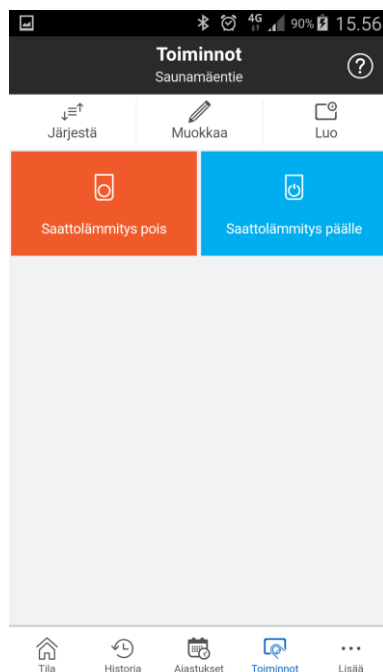 4G 90% 15.56
Toiminnot
Saunamäentie
?
Järjestä Muokkaa Luo
Saattolämmitys pois Saattolämmitys päälle
Tila Historia Ajastukset Toiminnot Lisää